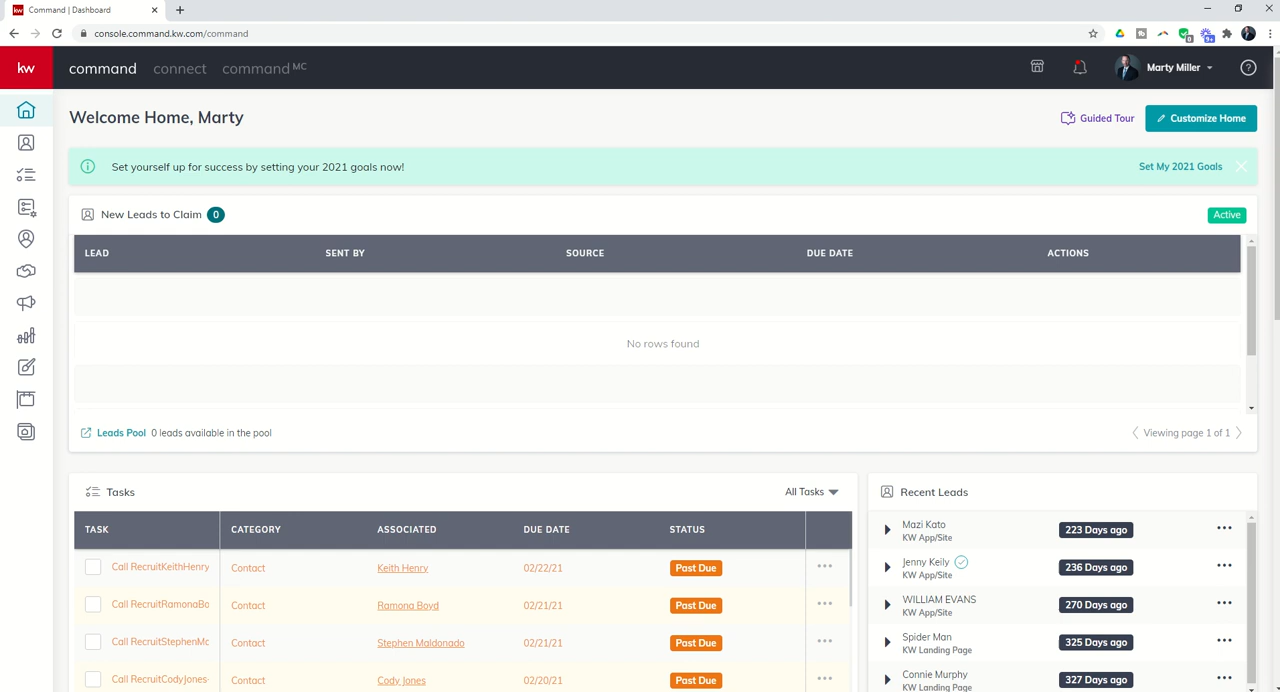 Command | Dashboard
console.command.kw.com/command
kw
command connect command MC
Marty Miller
Welcome Home, Marty
Guided Tour
Customize Home
Set yourself up for success by setting your 2021 goals now!
Set My 2021 Goals
New Leads to Claim 0
Active
LEAD SENT BY SOURCE DUE DATE ACTIONS
No rows found
Leads Pool 0 leads available in the pool
Viewing page 1 of 1
Tasks
All Tasks
TASK CATEGORY ASSOCIATED DUE DATE STATUS
Call RecruitKeithHenry Contact Keith Henry 02/22/21 Past Due
Call RecruitRamonaBo Contact Ramona Boyd 02/21/21 Past Due
Call RecruitStephenMc Contact Stephen Maldonado 02/21/21 Past Due
Call RecruitCodyJones Contact Cody Jones 02/20/21 Past Due
Recent Leads
Mazi Kato
KW App/Site
223 Days ago
Jenny Keily
KW App/Site
236 Days ago
WILLIAM EVANS
KW App/Site
270 Days ago
Spider Man
KW Landing Page
325 Days ago
Connie Murphy
KW Landing Page
327 Days ago